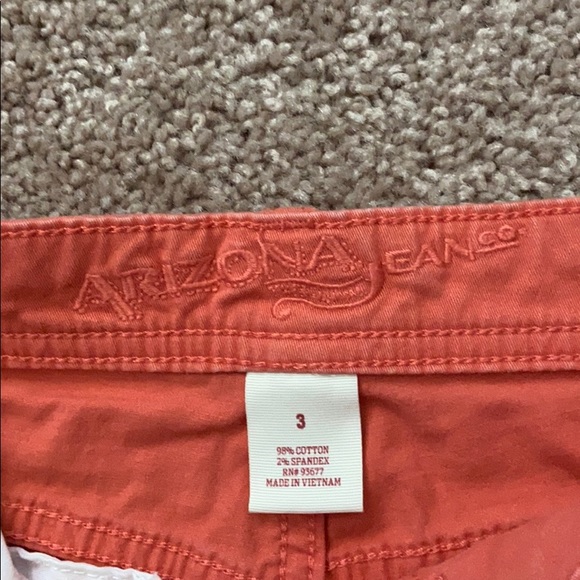 ARIZONA JEAN CO.
3
98% COTTON
2% SPANDEX
RN# 93677
MADE IN VIETNAM